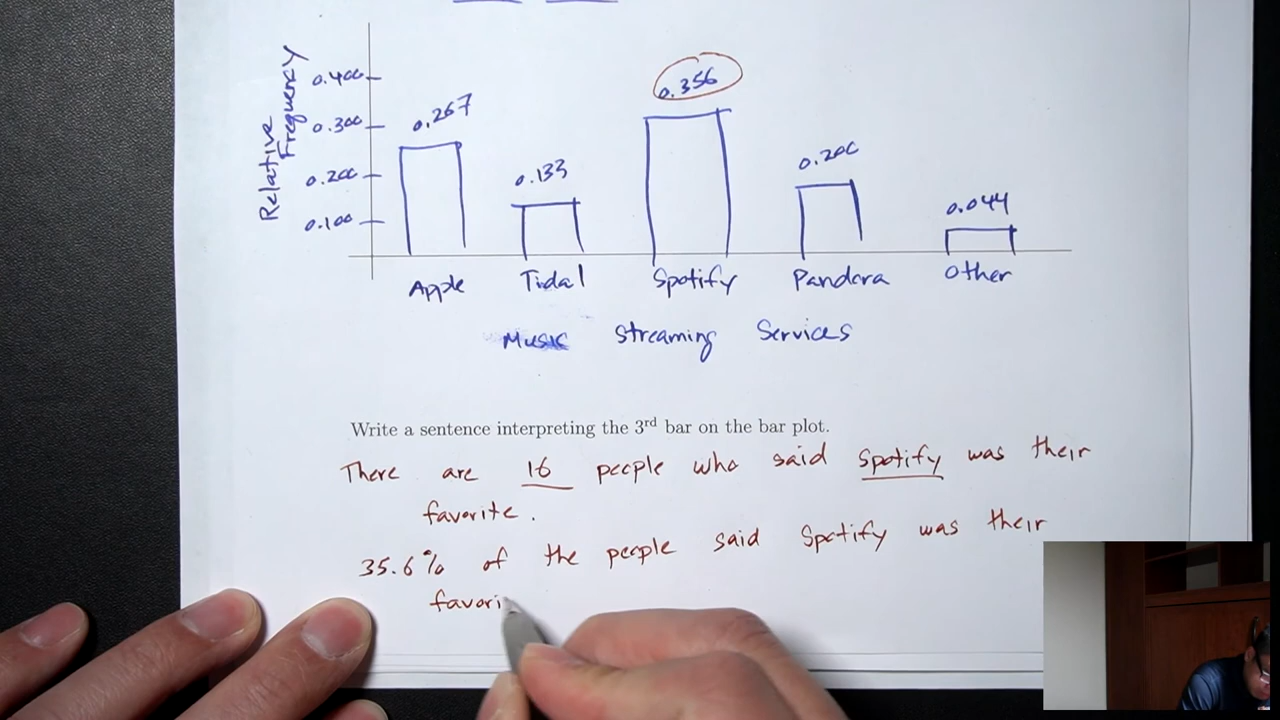 Relative Frequency
0.400
0.300
0.200
0.100
0.267
0.133
0.356
0.200
0.044
Apple Tidal Spotify Pandora Other
Music Streaming Services
Write a sentence interpreting the 3rd bar on the bar plot.
There are 16 people who said Spotify was their
favorite.
35.6% of the people said Spotify was their
favori